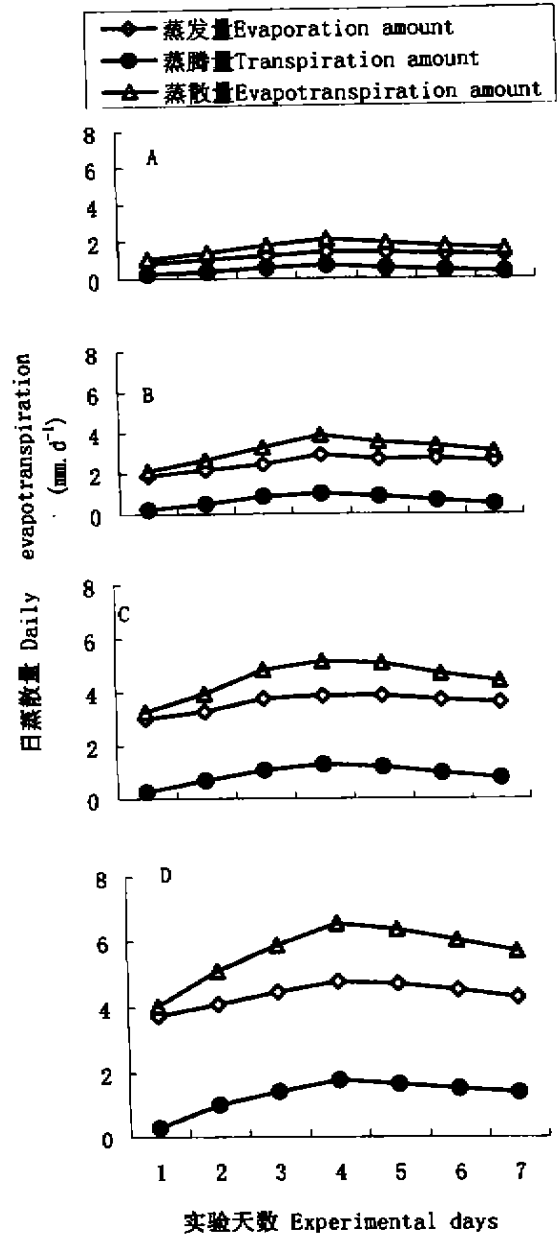 蒸发量Evaporation amount
蒸腾量Transpiration amount
蒸散量Evapotranspiration amount
8
6
4
2
0
A
8
6
4
2
0
B
8
6
4
2
0
C
8
6
4
2
0
D
日蒸散量 Daily evapotranspiration
(mm.d⁻¹)
1 2 3 4 5 6 7
实验天数 Experimental days